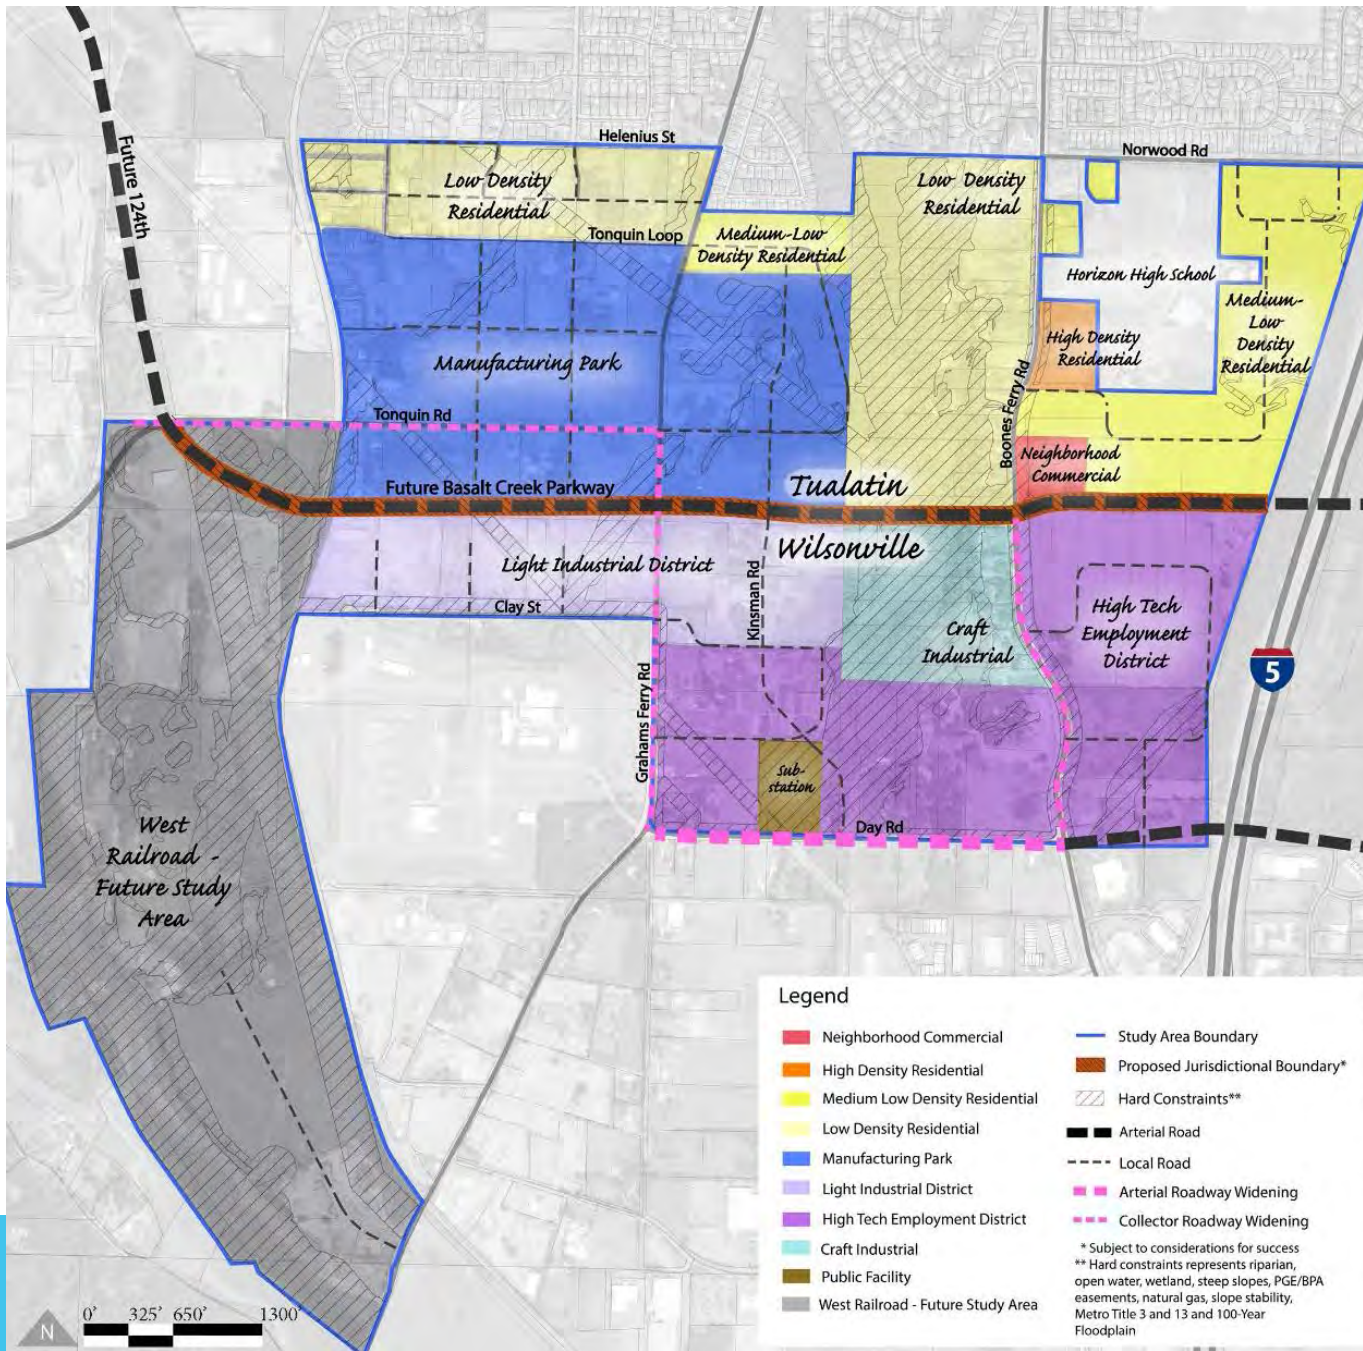 Helenius St
Norwood Rd
Future 124th
Low Density
Residential
Low Density
Residential
Tonquin Loop
Medium-Low
Density Residential
Horizon High School
Medium-
Low
Density
Residential
High Density
Residential
Manufacturing Park
Boones Ferry Rd
Tonquin Rd
Neighborhood
Commercial
Future Basalt Creek Parkway
Tualatin
Wilsonville
Light Industrial District
Kinsman Rd
Clay St
Craft
Industrial
High Tech
Employment
District
5
Grahams Ferry Rd
Sub-
station
Day Rd
West
Railroad -
Future Study
Area
Legend
Neighborhood Commercial
High Density Residential
Medium Low Density Residential
Low Density Residential
Manufacturing Park
Light Industrial District
High Tech Employment District
Craft Industrial
Public Facility
West Railroad - Future Study Area
Study Area Boundary
Proposed Jurisdictional Boundary*
Hard Constraints**
Arterial Road
Local Road
Arterial Roadway Widening
Collector Roadway Widening
* Subject to considerations for success
** Hard constraints represents riparian,
open water, wetland, steep slopes, PGE/BPA
easements, natural gas, slope stability,
Metro Title 3 and 13 and 100-Year
Floodplain
N
0' 325' 650' 1300'